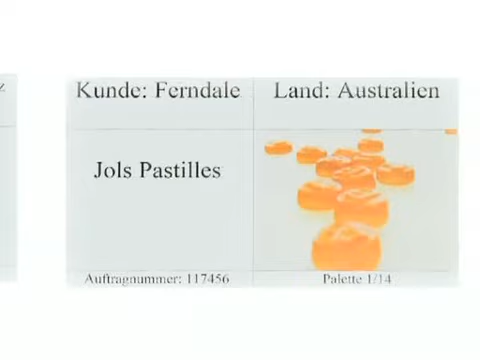 Kunde: Ferndale
Land: Australien
Jols Pastilles
Auftragnummer: 117456
Palette 1/14